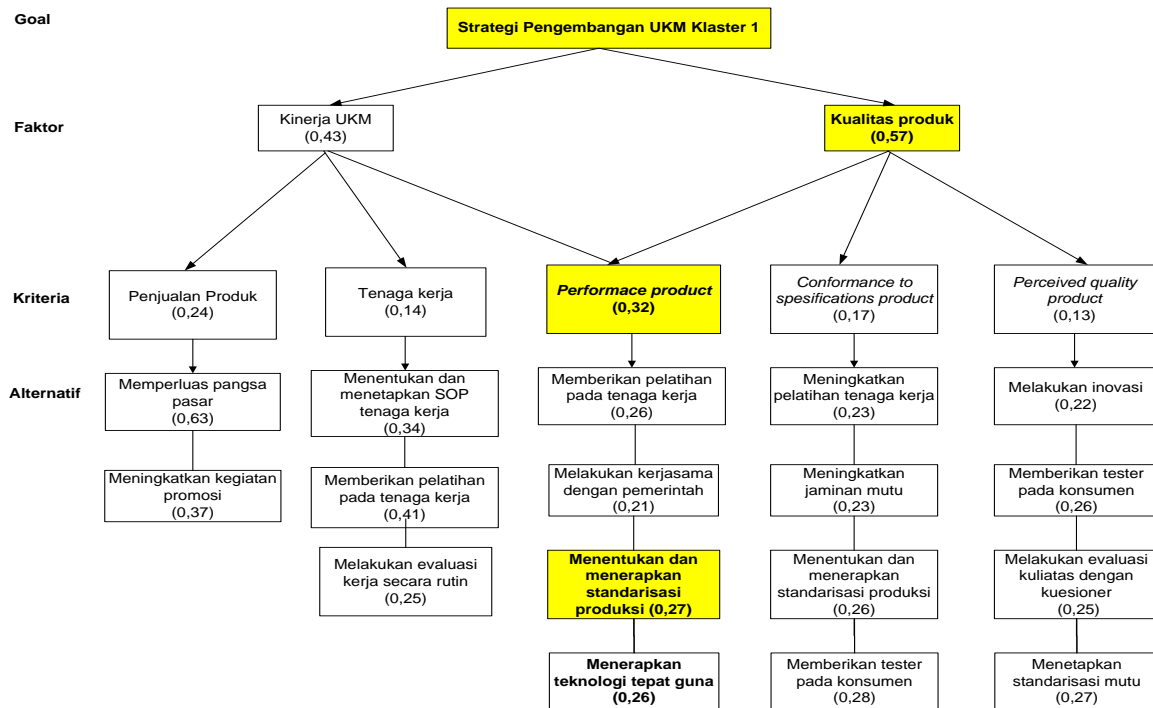 Goal
Strategi Pengembangan UKM Klaster 1
Faktor
Kinerja UKM
(0,43)
Kualitas produk
(0,57)
Kriteria
Penjualan Produk
(0,24)
Tenaga kerja
(0,14)
Performace product
(0,32)
Conformance to
spesifications product
(0,17)
Perceived quality
product
(0,13)
Alternatif
Memperluas pangsa
pasar
(0,63)
Menentukan dan
menetapkan SOP
tenaga kerja
(0,34)
Memberikan pelatihan
pada tenaga kerja
(0,26)
Meningkatkan
pelatihan tenaga kerja
(0,23)
Melakukan inovasi
(0,22)
Meningkatkan kegiatan
promosi
(0,37)
Memberikan pelatihan
pada tenaga kerja
(0,41)
Melakukan kerjasama
dengan pemerintah
(0,21)
Meningkatkan
jaminan mutu
(0,23)
Memberikan tester
pada konsumen
(0,26)
Melakukan evaluasi
kerja secara rutin
(0,25)
Menentukan dan
menerapkan
standarisasi
produksi (0,27)
Menentukan dan
menerapkan
standarisasi produksi
(0,26)
Melakukan evaluasi
kuliatas dengan
kuesioner
(0,25)
Menerapkan
teknologi tepat guna
(0,26)
Memberikan tester
pada konsumen
(0,28)
Menetapkan
standarisasi mutu
(0,27)